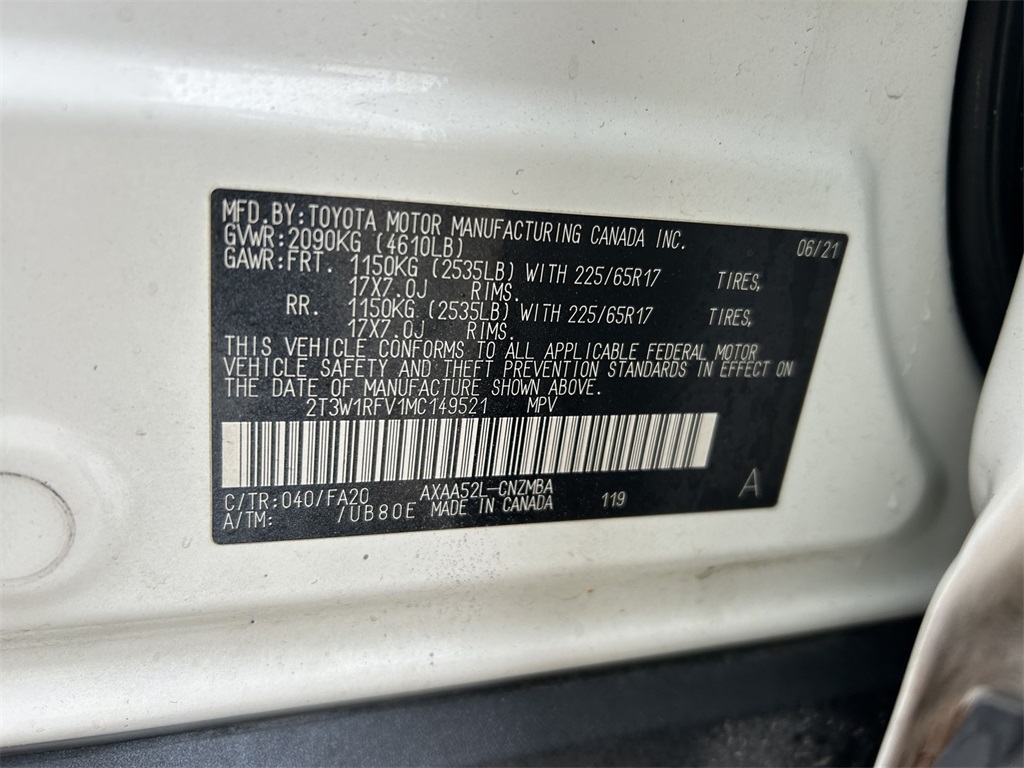 MFD.BY:TOYOTA MOTOR MANUFACTURING CANADA INC. 06/21
GVWR:2090KG (4610LB)
GAWR:FRT. 1150KG (2535LB) WITH 225/65R17 TIRES,
17X7.0J RIMS.
RR. 1150KG (2535LB) WITH 225/65R17 TIRES,
17X7.0J RIMS.
THIS VEHICLE CONFORMS TO ALL APPLICABLE FEDERAL MOTOR
VEHICLE SAFETY AND THEFT PREVENTION STANDARDS IN EFFECT ON
THE DATE OF MANUFACTURE SHOWN ABOVE.
2T3W1RFV1MC149521 MPV
C/TR:040/FA20 AXAA52L-CNZMBA 119 A
A/TM: /UB80E MADE IN CANADA